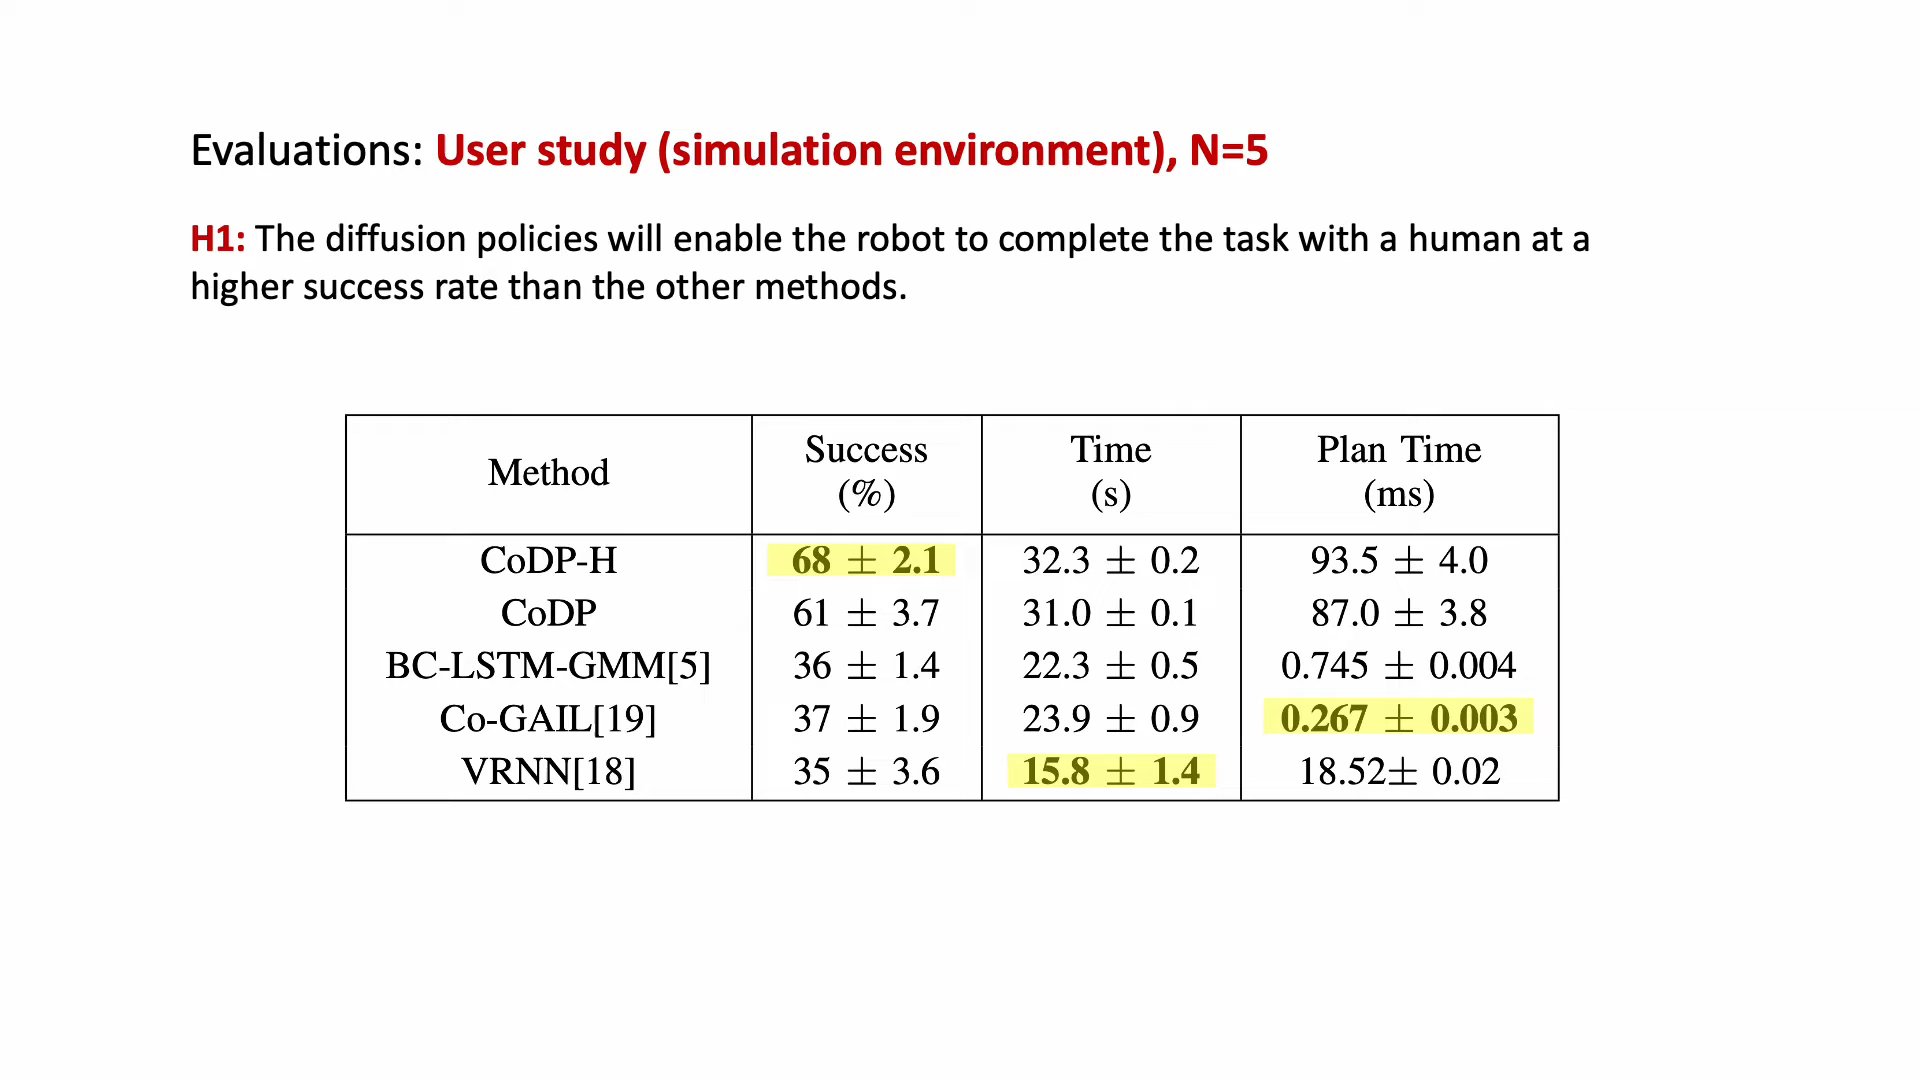 Evaluations: User study (simulation environment), N=5
H1: The diffusion policies will enable the robot to complete the task with a human at a
higher success rate than the other methods.
Method Success (%) Time (s) Plan Time (ms)
CoDP-H 68 ± 2.1 32.3 ± 0.2 93.5 ± 4.0
CoDP 61 ± 3.7 31.0 ± 0.1 87.0 ± 3.8
BC-LSTM-GMM[5] 36 ± 1.4 22.3 ± 0.5 0.745 ± 0.004
Co-GAIL[19] 37 ± 1.9 23.9 ± 0.9 0.267 ± 0.003
VRNN[18] 35 ± 3.6 15.8 ± 1.4 18.52± 0.02